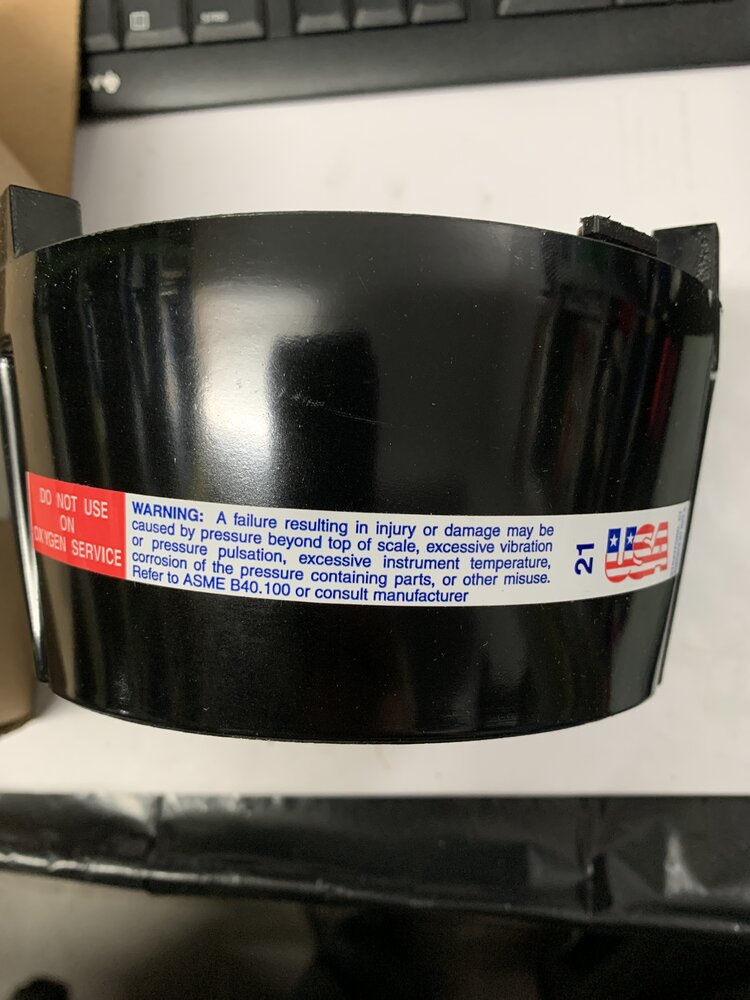 DO NOT USE
ON
OXYGEN SERVICE
WARNING: A failure resulting in injury or damage may be
caused by pressure beyond top of scale, excessive vibration
or pressure pulsation, excessive instrument temperature,
corrosion of the pressure containing parts, or other misuse.
Refer to ASME B40.100 or consult manufacturer
21
USA